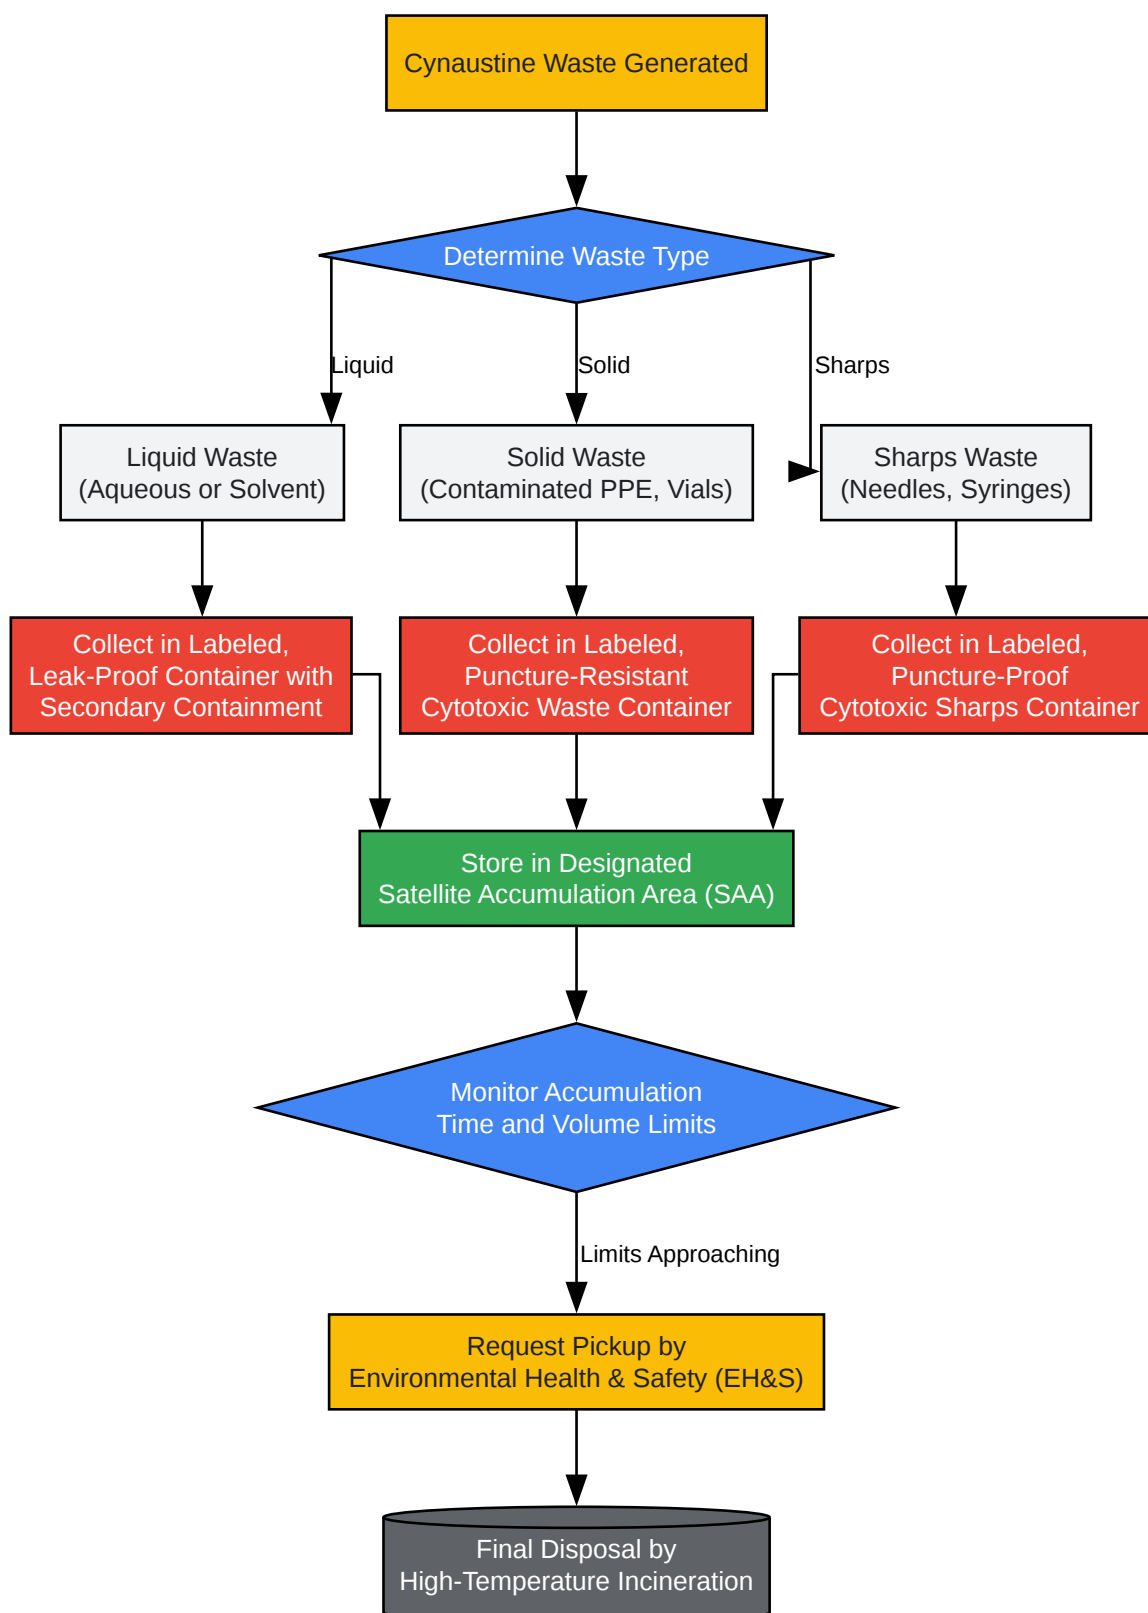 Cynaustine Waste Generated
Determine Waste Type
Liquid
Solid
Sharps
Liquid Waste
(Aqueous or Solvent)
Solid Waste
(Contaminated PPE, Vials)
Sharps Waste
(Needles, Syringes)
Collect in Labeled,
Leak-Proof Container with
Secondary Containment
Collect in Labeled,
Puncture-Resistant
Cytotoxic Waste Container
Collect in Labeled,
Puncture-Proof
Cytotoxic Sharps Container
Store in Designated
Satellite Accumulation Area (SAA)
Monitor Accumulation
Time and Volume Limits
Limits Approaching
Request Pickup by
Environmental Health & Safety (EH&S)
Final Disposal by
High-Temperature Incineration